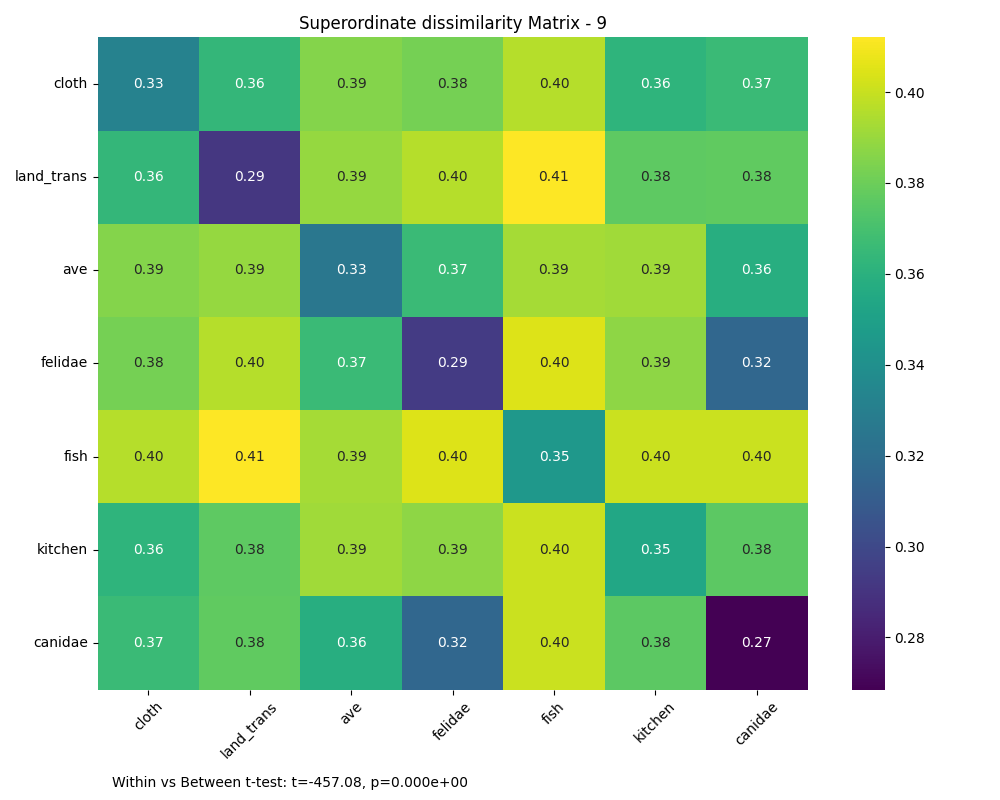 Superordinate dissimilarity Matrix - 9
cloth 0.33 0.36 0.39 0.38 0.40 0.36 0.37
land_trans 0.36 0.29 0.39 0.40 0.41 0.38 0.38
ave 0.39 0.39 0.33 0.37 0.39 0.39 0.36
felidae 0.38 0.40 0.37 0.29 0.40 0.39 0.32
fish 0.40 0.41 0.39 0.40 0.35 0.40 0.40
kitchen 0.36 0.38 0.39 0.39 0.40 0.35 0.38
canidae 0.37 0.38 0.36 0.32 0.40 0.38 0.27
cloth land_trans ave felidae fish kitchen canidae
0.40
0.38
0.36
0.34
0.32
0.30
0.28
Within vs Between t-test: t=-457.08, p=0.000e+00